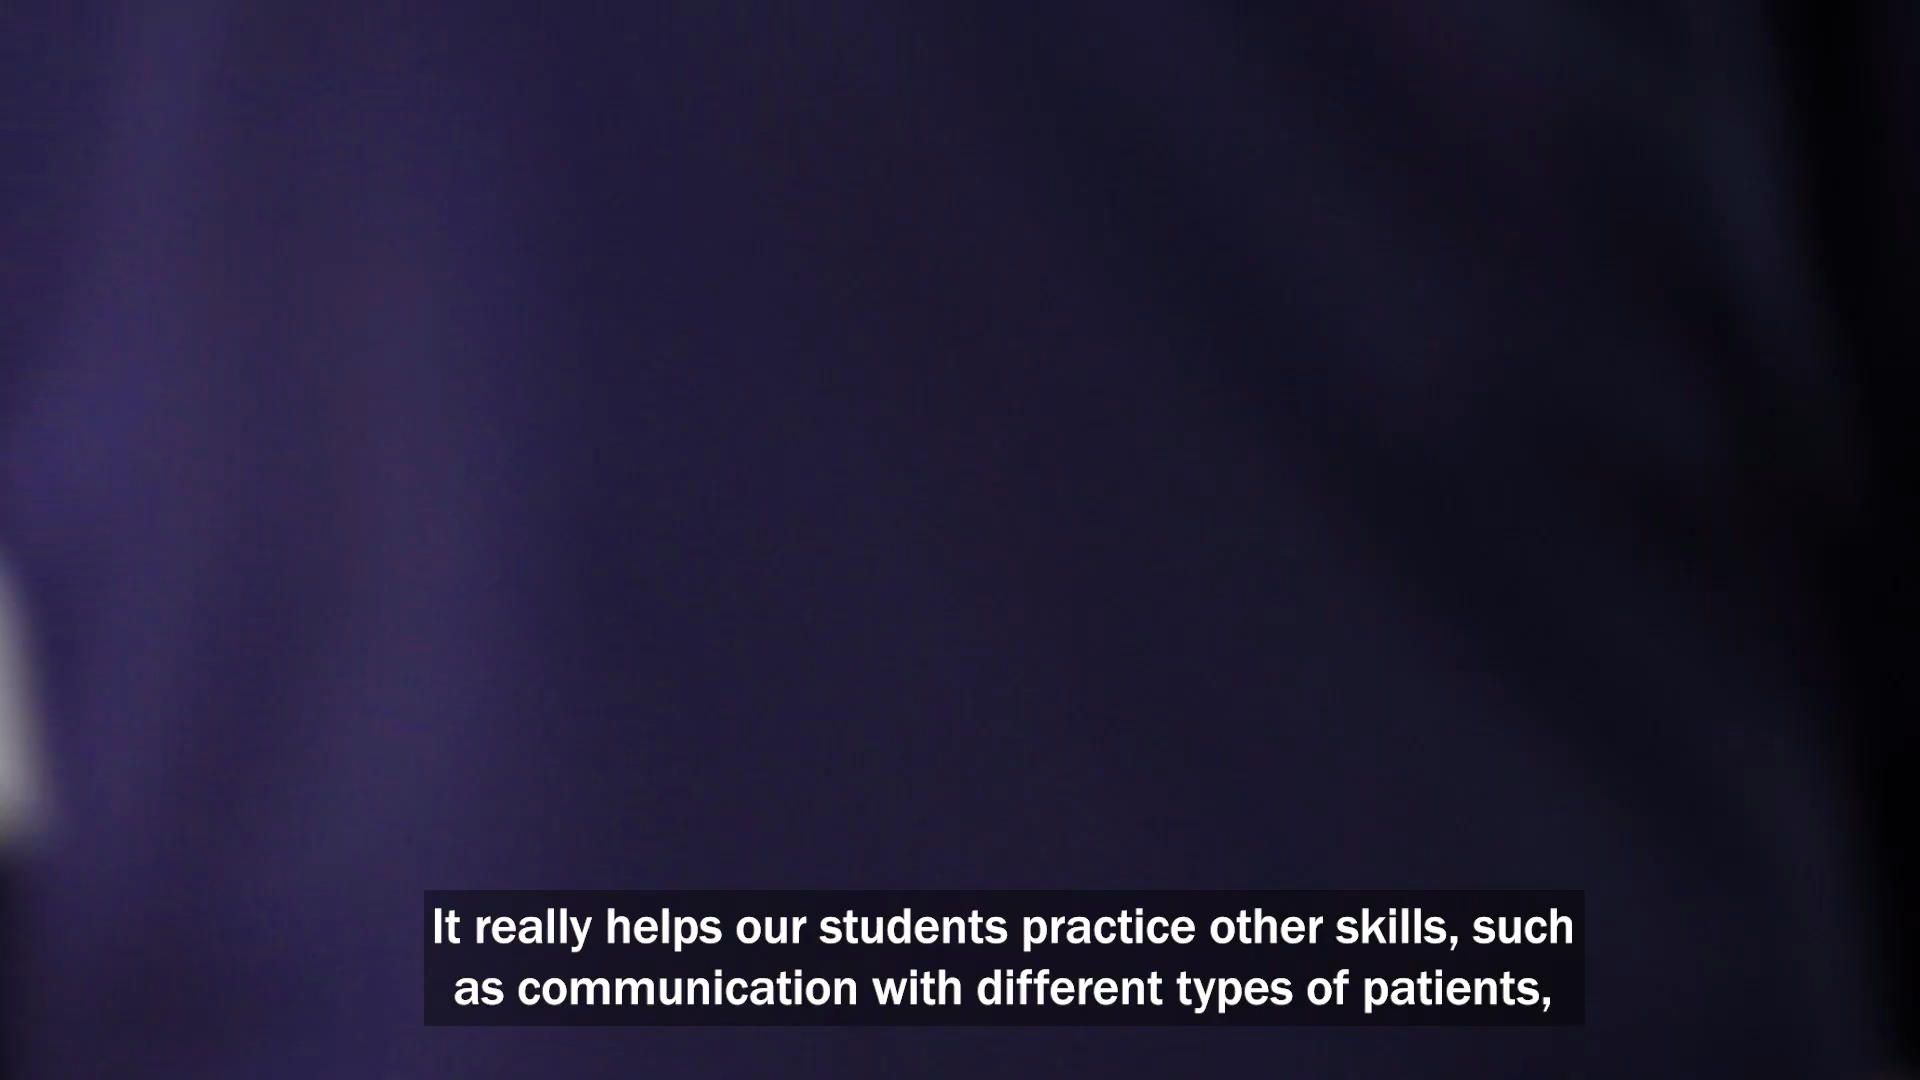 It really helps our students practice other skills, such
as communication with different types of patients,